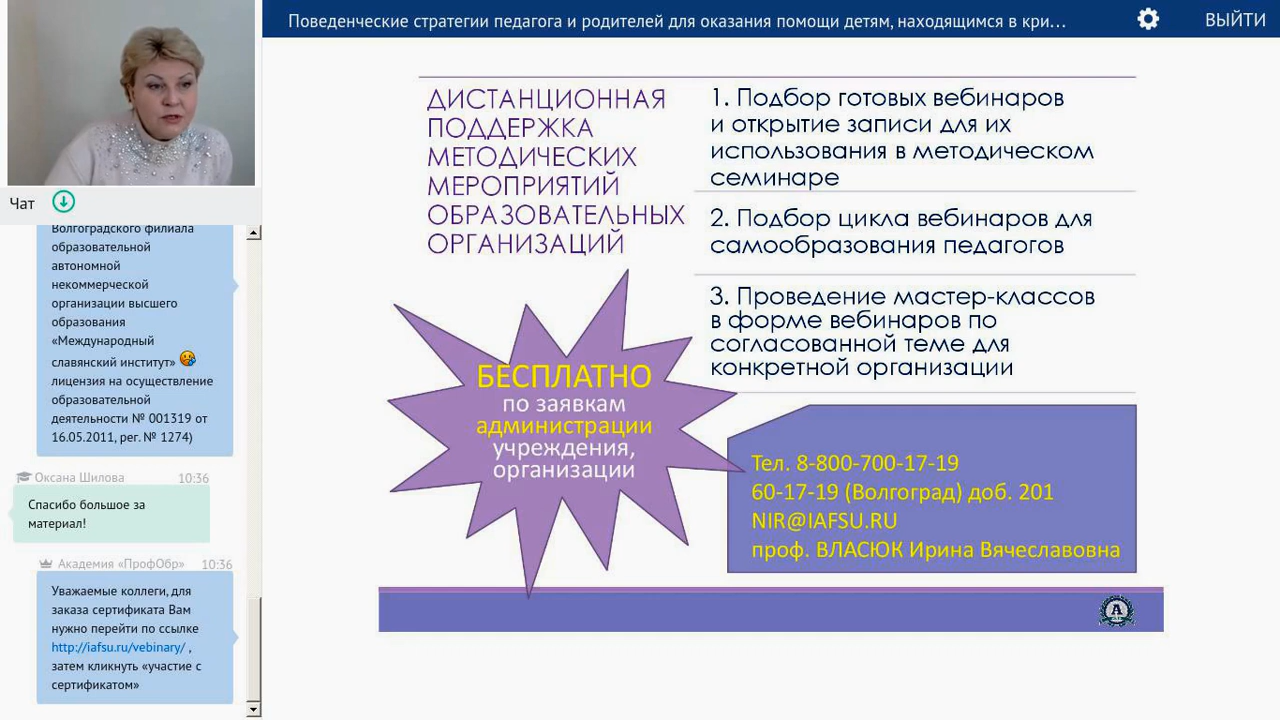 Поведенческие стратегии педагога и родителей для оказания помощи детям, находящимся в кри...
ВЫЙТИ
Чат
Волгоградского филиала
образовательной
автономной
некоммерческой
организации высшего
образования
«Международный
славянский институт»
лицензия на осуществление
образовательной
деятельности № 001319 от
16.05.2011, рег. № 1274)
Оксана Шилова 10:36
Спасибо большое за
материал!
Академия «ПрофОбр» 10:36
Уважаемые коллеги, для
заказа сертификата Вам
нужно перейти по ссылке
http://iafsu.ru/vebinary/ ,
затем кликнуть «участие с
сертификатом»
ДИСТАНЦИОННАЯ
ПОДДЕРЖКА
МЕТОДИЧЕСКИХ
МЕРОПРИЯТИЙ
ОБРАЗОВАТЕЛЬНЫХ
ОРГАНИЗАЦИЙ
1. Подбор готовых вебинаров
и открытие записи для их
использования в методическом
семинаре
2. Подбор цикла вебинаров для
самообразования педагогов
3. Проведение мастер-классов
в форме вебинаров по
согласованной теме для
конкретной организации
БЕСПЛАТНО
по заявкам
администрации
учреждения,
организации
Тел. 8-800-700-17-19
60-17-19 (Волгоград) доб. 201
NIR@IAFSU.RU
проф. ВЛАСЮК Ирина Вячеславовна
А